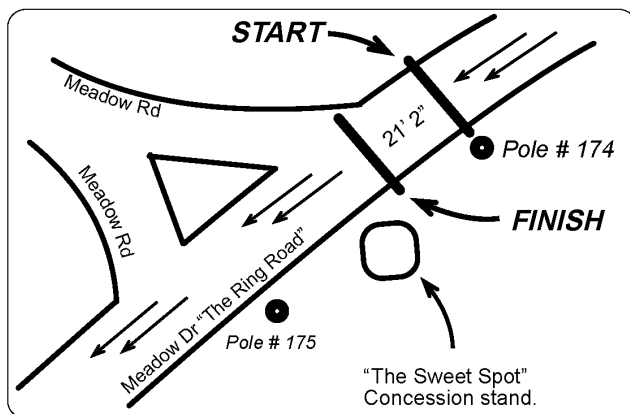 START
Meadow Rd
21' 2"
Pole # 174
Meadow Rd
FINISH
Meadow Dr "The Ring Road"
Pole # 175
"The Sweet Spot"
Concession stand.